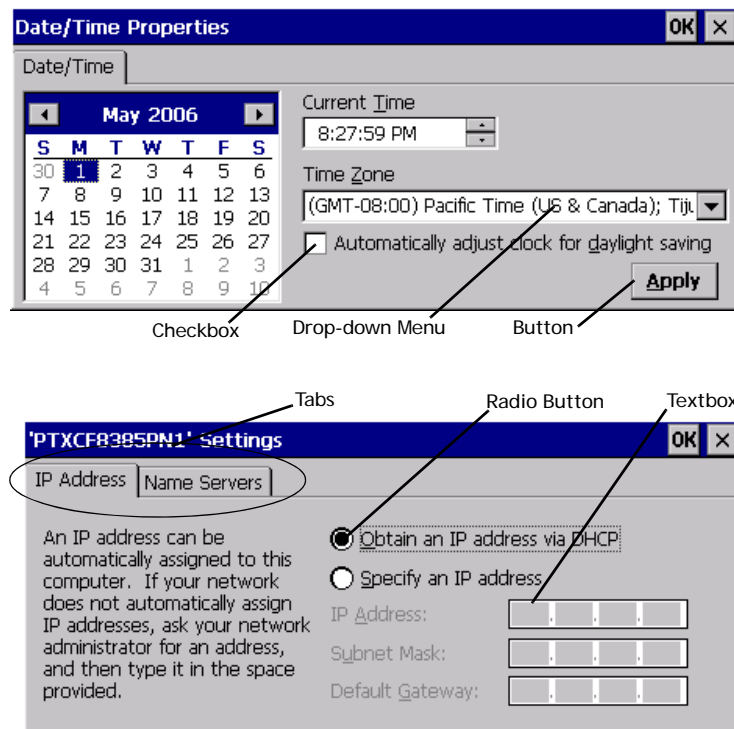 Date/Time Properties OK ×
Date/Time
May 2006
S M T W T F S
30 1 2 3 4 5 6
7 8 9 10 11 12 13
14 15 16 17 18 19 20
21 22 23 24 25 26 27
28 29 30 31 1 2 3
4 5 6 7 8 9 10
Current Time
8:27:59 PM
Time Zone
(GMT-08:00) Pacific Time (US & Canada); Tiju
Automatically adjust clock for daylight saving
Apply
Checkbox Drop-down Menu Button
Tabs Radio Button Textbox
'PTXCF8385PN1' Settings OK ×
IP Address Name Servers
An IP address can be
automatically assigned to this
computer. If your network
does not automatically assign
IP addresses, ask your network
administrator for an address,
and then type it in the space
provided.
Obtain an IP address via DHCP
Specify an IP address
IP Address: . . .
Subnet Mask: . . .
Default Gateway: . . .